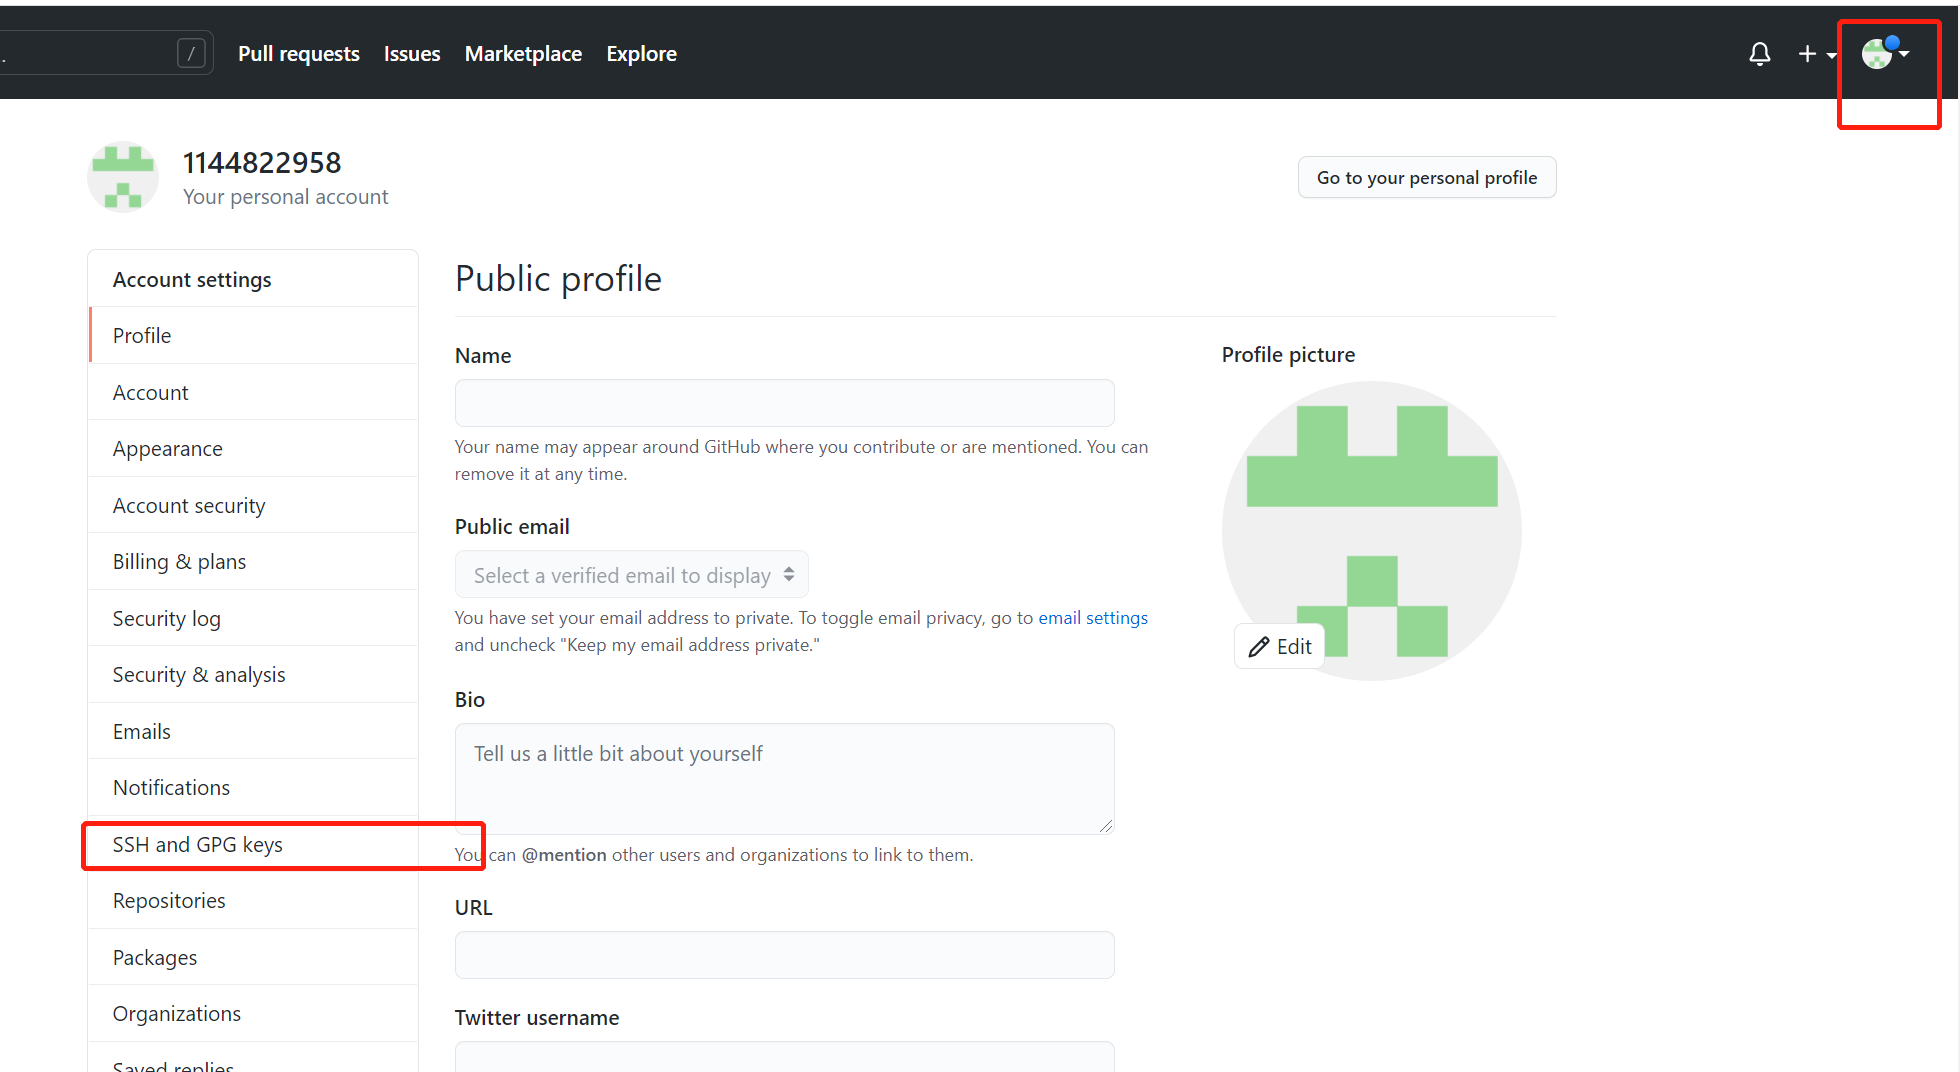 .
/
Pull requests
Issues
Marketplace
Explore
1144822958
Your personal account
Go to your personal profile
Account settings
Profile
Account
Appearance
Account security
Billing & plans
Security log
Security & analysis
Emails
Notifications
SSH and GPG keys
Repositories
Packages
Organizations
Saved replies
Public profile
Name
Your name may appear around GitHub where you contribute or are mentioned. You can
remove it at any time.
Public email
Select a verified email to display
You have set your email address to private. To toggle email privacy, go to email settings
and uncheck "Keep my email address private."
Bio
Tell us a little bit about yourself
You can @mention other users and organizations to link to them.
URL
Twitter username
Profile picture
Edit